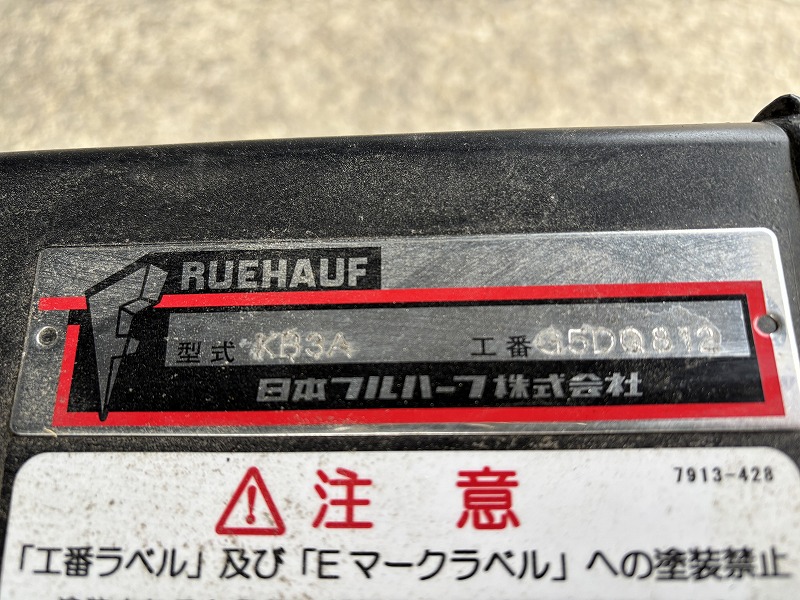 RUEHAUF
型式 KB3A 工番 G5D0812
日本フルハーフ株式会社
注意
7913-428
「工番ラベル」及び「Eマークラベル」への塗装禁止